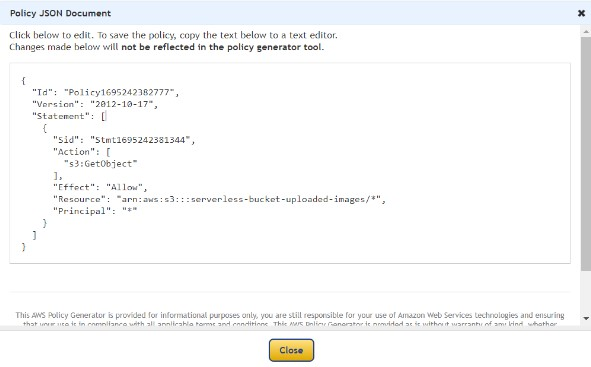 Policy JSON Document
Click below to edit. To save the policy, copy the text below to a text editor.
Changes made below will not be reflected in the policy generator tool.
{
"Id": "Policy1695242382777",
"Version": "2012-10-17",
"Statement": [
{
"Sid": "Stmt1695242381344",
"Action": [
"s3:GetObject"
],
"Effect": "Allow",
"Resource": "arn:aws:s3:::serverless-bucket-uploaded-images/*",
"Principal": "*"
}
]
}
This AWS Policy Generator is provided for informational purposes only, you are still responsible for your use of Amazon Web Services technologies and ensuring
that your use is in compliance with all applicable terms and conditions. This AWS Policy Generator is provided as is without warranty of any kind, whether
Close